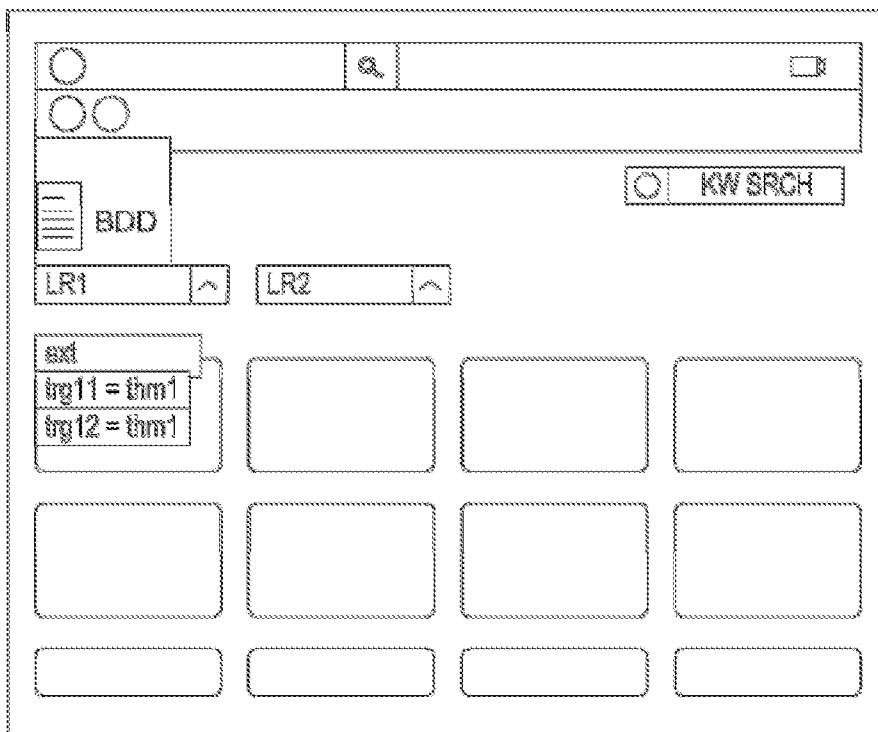 KW SRCH
BDD
LR1
LR2
ext
trg11 = thm1
trg12 = thm1